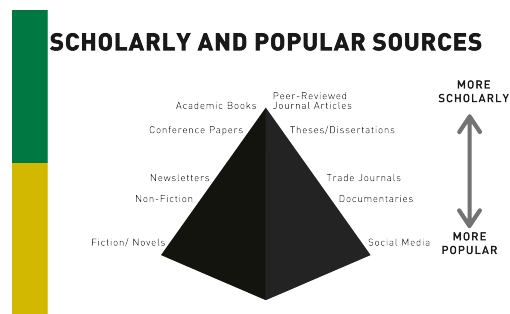 SCHOLARLY AND POPULAR SOURCES
Peer-Reviewed
Academic Books Journal Articles
Conference Papers Theses/Dissertations
Newsletters Trade Journals
Non-Fiction Documentaries
Fiction/ Novels Social Media
MORE
SCHOLARLY
MORE
POPULAR